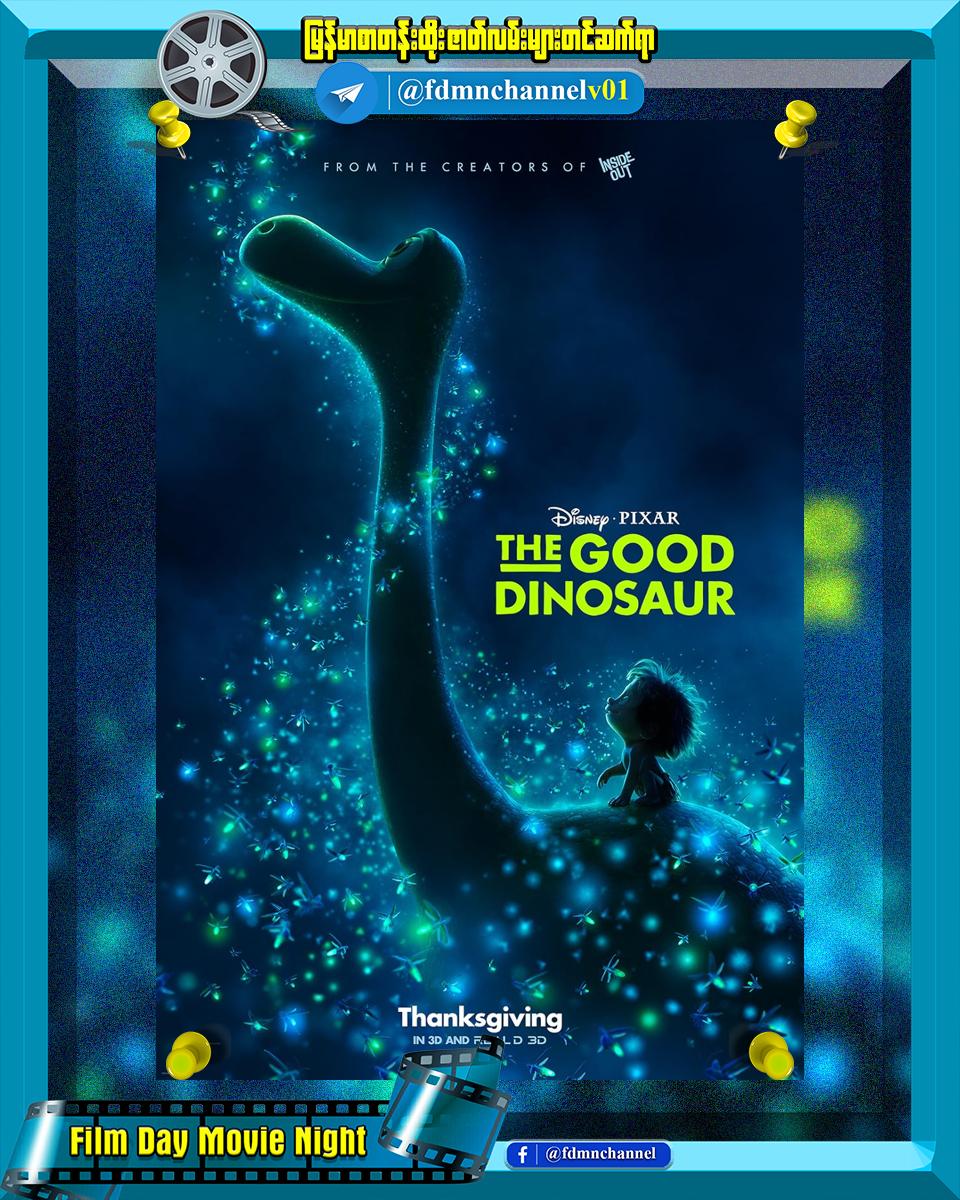 မြန်မာစာတန်းထိုးဇာတ်လမ်းများတင်ဆက်ရာ
@fdmnchannelv01
FROM THE CREATORS OF INSIDE OUT
DISNEY · PIXAR
THE GOOD
DINOSAUR
Thanksgiving
IN 3D AND REALD 3D
Film Day Movie Night
f @fdmnchannel